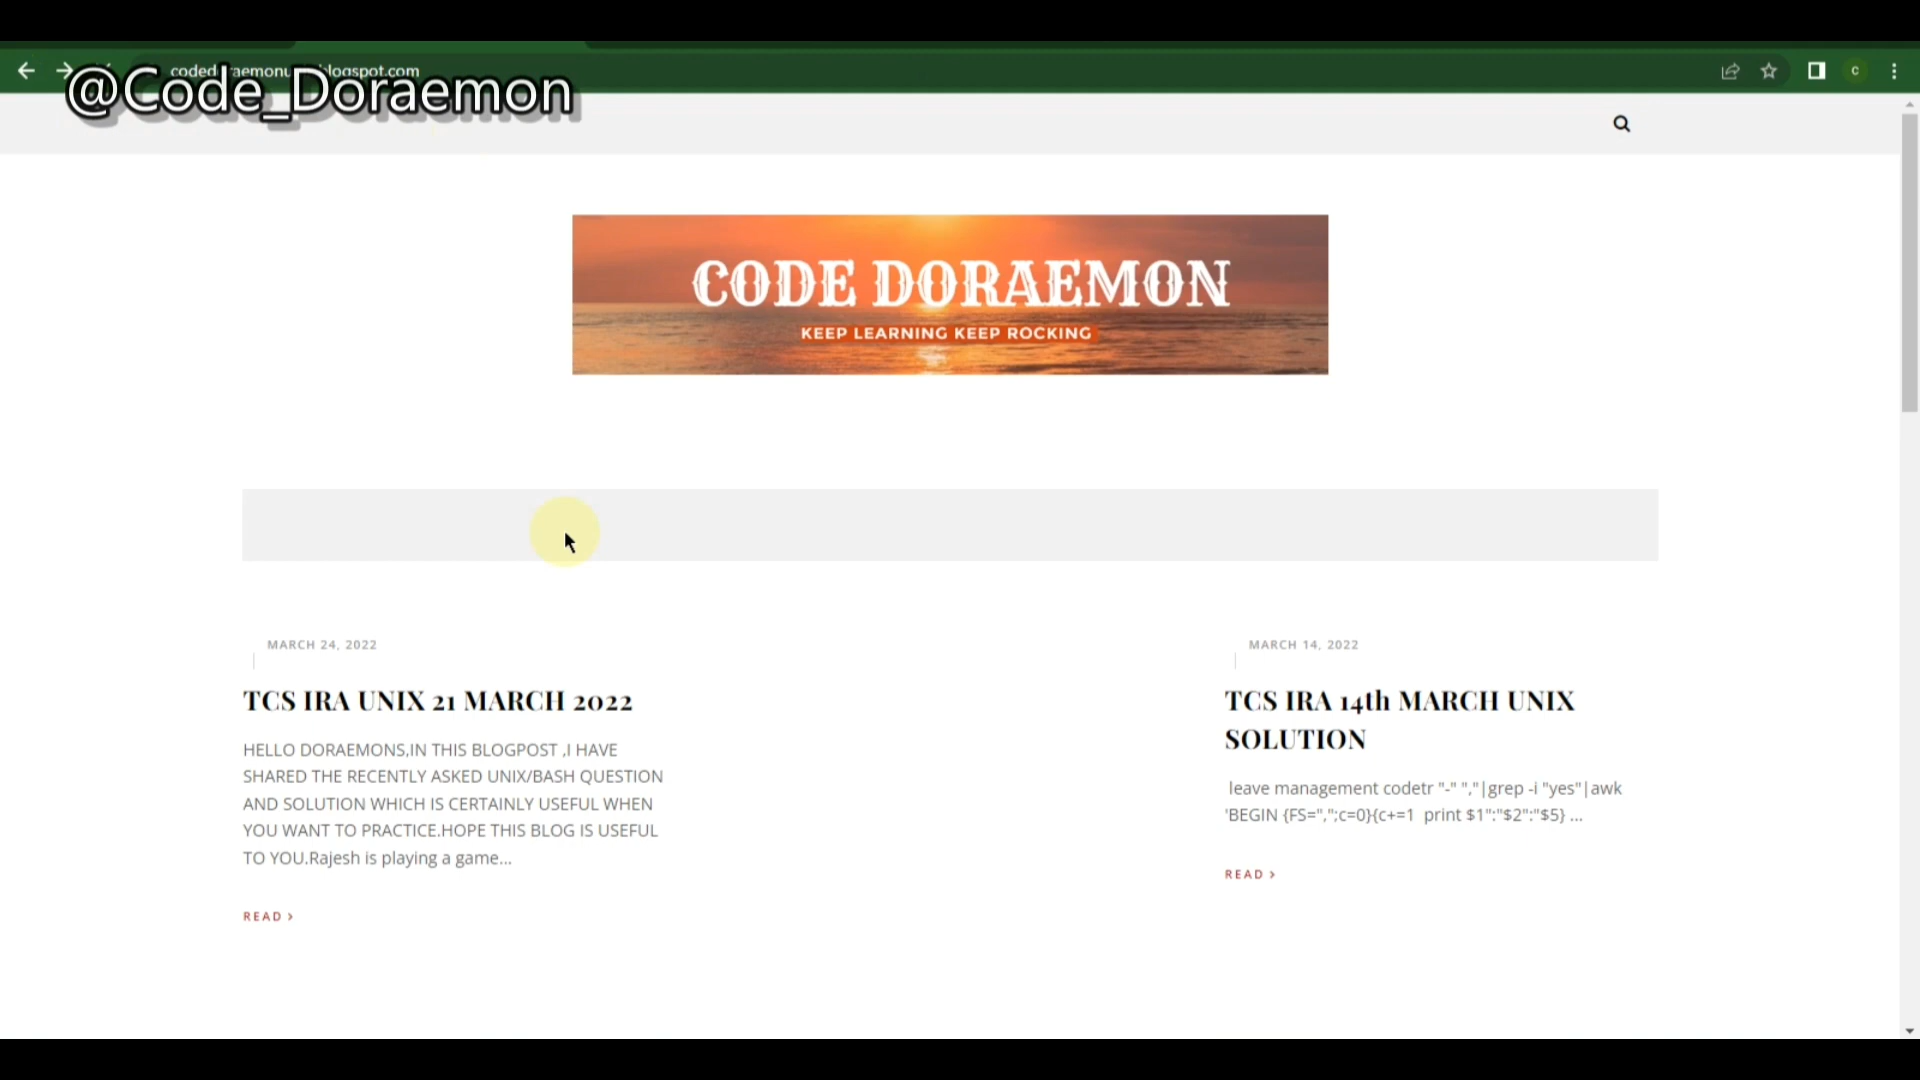 @Code_Doraemon
c
CODE DORAEMON
KEEP LEARNING KEEP ROCKING
MARCH 24, 2022
TCS IRA UNIX 21 MARCH 2022
HELLO DORAEMONS,IN THIS BLOGPOST ,I HAVE
SHARED THE RECENTLY ASKED UNIX/BASH QUESTION
AND SOLUTION WHICH IS CERTAINLY USEFUL WHEN
YOU WANT TO PRACTICE.HOPE THIS BLOG IS USEFUL
TO YOU.Rajesh is playing a game...
READ >
MARCH 14, 2022
TCS IRA 14th MARCH UNIX
SOLUTION
leave management codetr "-" ","|grep -i "yes"|awk
'BEGIN {FS=",";c=0}{c+=1  print $1":"$2":"$5} ...
READ >